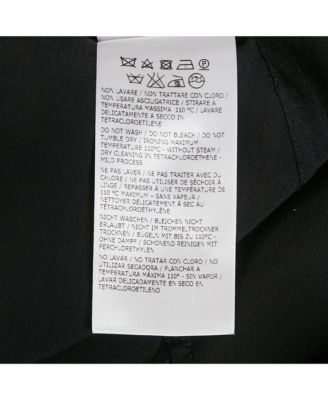 NON LAVARE / NON TRATTARE CON CLORO /
NON USARE ASCIUGATRICE / STIRARE A
TEMPERATURA MASSIMA 110 °C / LAVARE
DELICATAMENTE A SECCO IN
TETRACLOROETILENE
DO NOT WASH / DO NOT BLEACH / DO NOT
TUMBLE DRY / IRONING MAXIMUM
TEMPERATURE 110°C - WITHOUT STEAM /
DRY CLEANING IN TETRACHLOROETHENE -
MILD PROCESS
NE PAS LAVER / NE PAS TRAITER AVEC DU
CHLORE / NE PAS UTILISER DE SÉCHOIR À
LINGE / REPASSER À UNE TEMPÉRATURE DE
110 °C MAXIMUM – SANS VAPEUR /
NETTOYER DÉLICATEMENT À SEC AU
TÉTRACHLOROÉTHYLÈNE
NICHT WASCHEN / BLEICHEN NICHT
ERLAUBT / NICHT IM TROMMELTROCKNER
TROCKNEN / BUGELN MIT BIS ZU 110°C -
OHNE DAMPF / SCHONEND REINIGEN MIT
PERCHLORETHYLEN
NO LAVAR / NO TRATAR CON CLORO / NO
UTILIZAR SECADORA / PLANCHAR A
TEMPERATURA MÁXIMA 110° - SIN VAPOR /
LAVAR DELICADAMENTE EN SECO EN
TETRACLOROETILENO